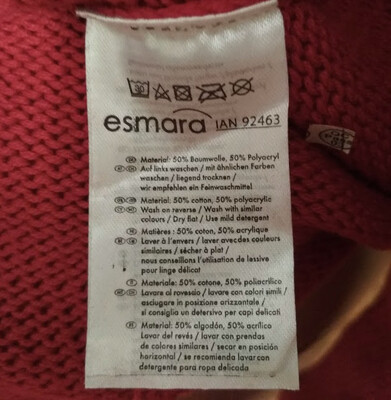 30
esmara IAN 92463
Material: 50% Baumwolle, 50% Polyacryl
Auf links waschen / mit ähnlichen Farben
waschen / liegend trocknen /
wir empfehlen ein Feinwaschmittel
Material: 50% cotton, 50% polyacrylic
Wash on reverse / Wash with similar
colours / Dry flat / Use mild detergent
Matières : 50% coton, 50% acrylique
Laver à l'envers / laver avec des couleurs
similaires / sécher à plat /
nous conseillons l'utilisation de lessive
pour linge délicat
Materiale: 50% cotone, 50% poliacrilico
Lavare al rovescio / lavare con colori simili /
asciugare in posizione orizzontale /
si consiglia un detersivo per capi delicati
Material: 50% algodón, 50% acrílico
Lavar del revés / lavar con prendas
de colores similares / secar en posición
horizontal / se recomienda lavar con
detergente para ropa delicada